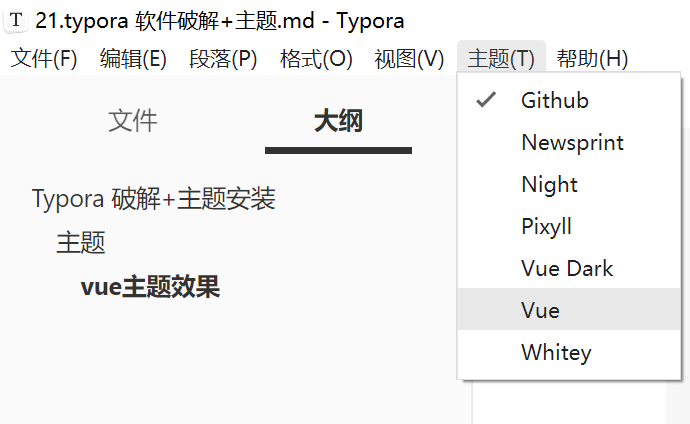 T 21.typora 软件破解+主题.md - Typora
文件(F) 编辑(E) 段落(P) 格式(O) 视图(V) 主题(T) 帮助(H)
文件 大纲
Typora 破解+主题安装
主题
vue主题效果
Github
Newsprint
Night
Pixyll
Vue Dark
Vue
Whitey